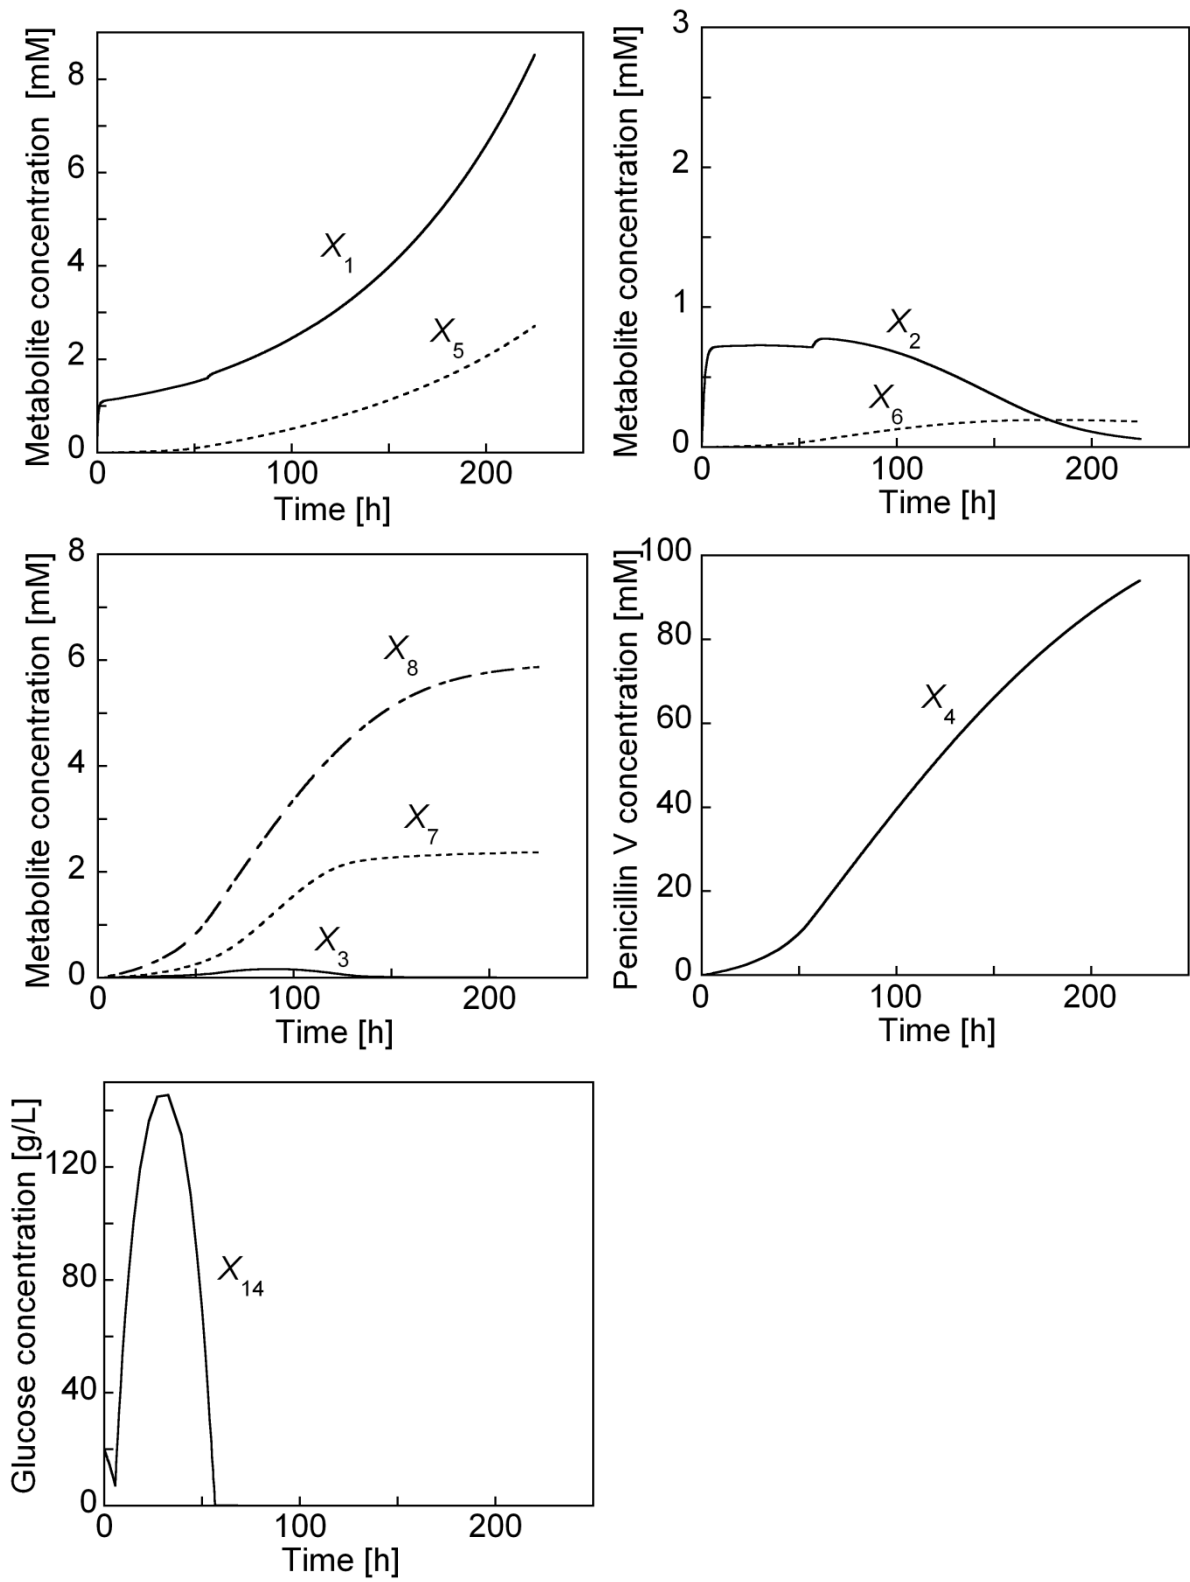 Metabolite concentration [mM]
8
6
4
2
0
X1
X5
0 100 200
Time [h]
Metabolite concentration [mM]
3
2
1
0
X2
X6
0 100 200
Time [h]
Metabolite concentration [mM]
8
6
4
2
0
X8
X7
X3
0 100 200
Time [h]
Penicillin V concentration [mM]
100
80
60
40
20
0
X4
0 100 200
Time [h]
Glucose concentration [g/L]
120
80
40
0
X14
0 100 200
Time [h]